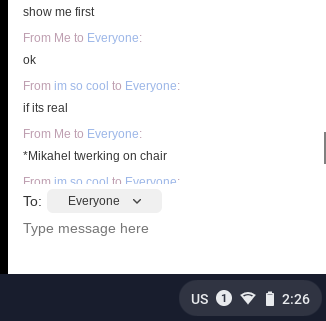 show me first
From Me to Everyone:
ok
From im so cool to Everyone:
if its real
From Me to Everyone:
*Mikahel twerking on chair
From im so cool to Everyone:
To: Everyone
Type message here
US 1 2:26